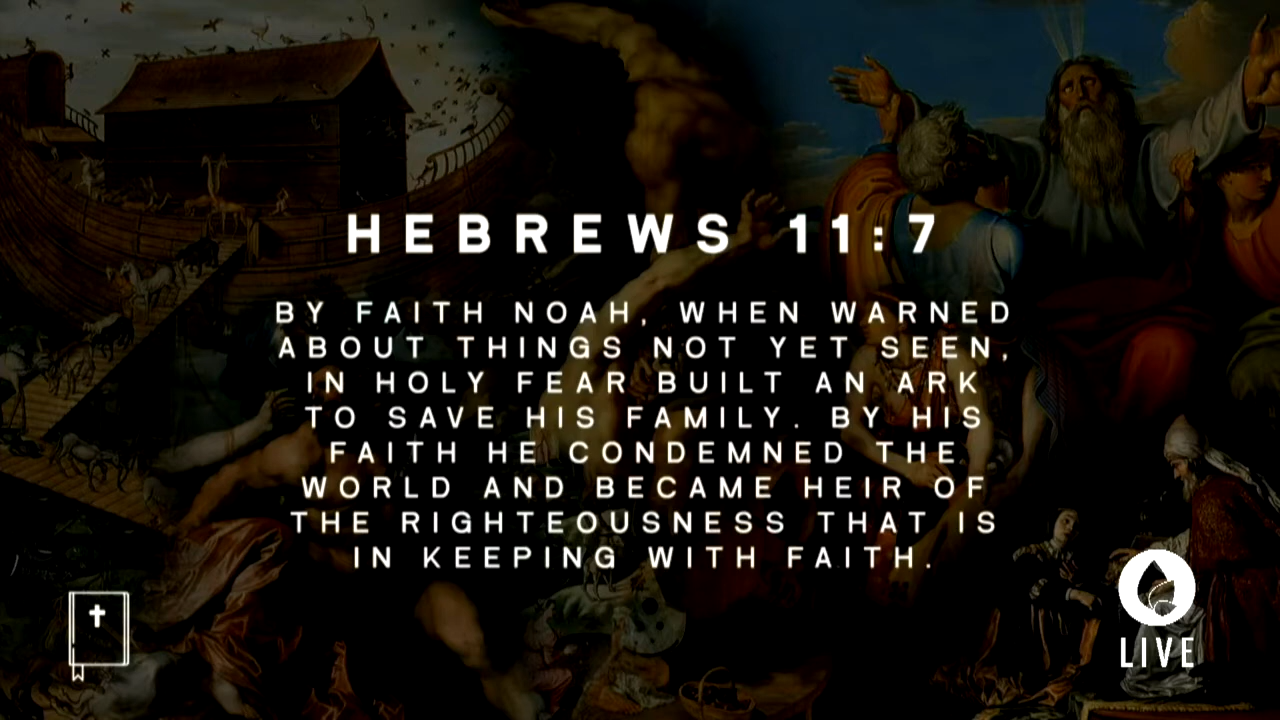 HEBREWS 11:7
BY FAITH NOAH, WHEN WARNED
ABOUT THINGS NOT YET SEEN,
IN HOLY FEAR BUILT AN ARK
TO SAVE HIS FAMILY. BY HIS
FAITH HE CONDEMNED THE
WORLD AND BECAME HEIR OF
THE RIGHTEOUSNESS THAT IS
IN KEEPING WITH FAITH.
LIVE